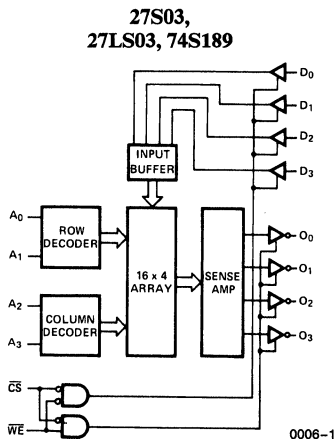 27S03,
27LS03, 74S189
D0
D1
D2
D3
INPUT
BUFFER
A0
A1
ROW
DECODER
16 x 4
ARRAY
SENSE
AMP
O0
O1
O2
O3
A2
A3
COLUMN
DECODER
CS
WE
0006-1